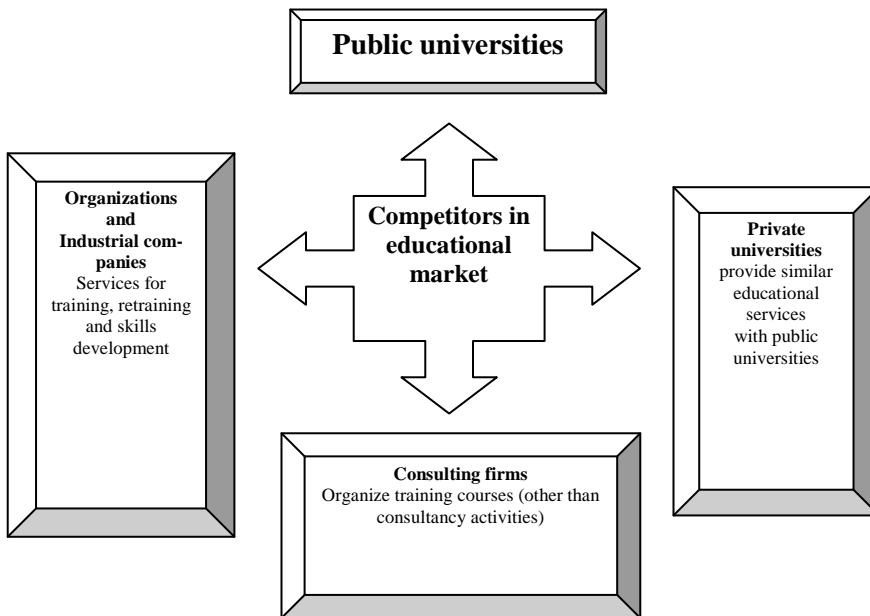 Public universities
Organizations
and
Industrial com-
panies
Services for
training, retraining
and skills
development
Competitors in
educational
market
Private
universities
provide similar
educational
services
with public
universities
Consulting firms
Organize training courses (other than
consultancy activities)